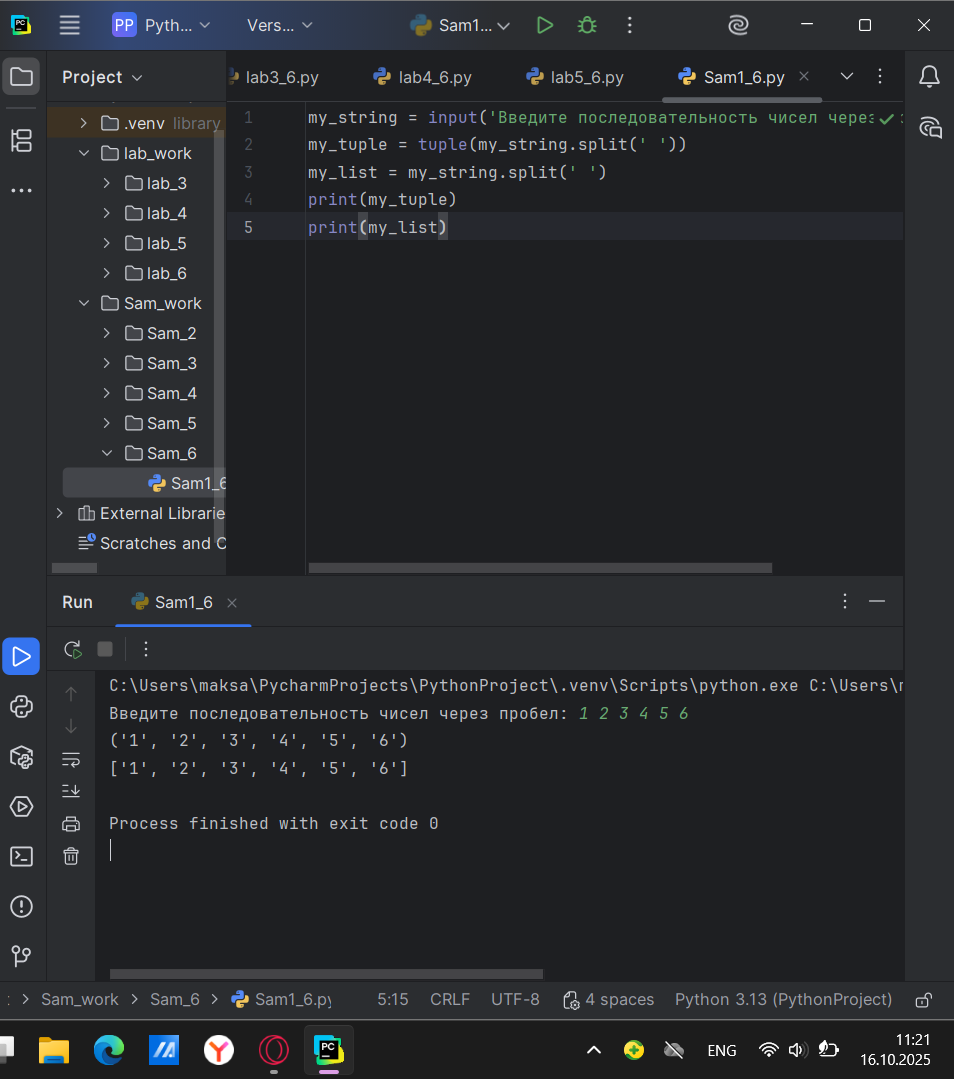 PC PP Pyth... Vers... Sam1...
Project
lab3_6.py lab4_6.py lab5_6.py Sam1_6.py
.venv library
lab_work
lab_3
lab_4
lab_5
lab_6
Sam_work
Sam_2
Sam_3
Sam_4
Sam_5
Sam_6
Sam1_6
External Librarie
Scratches and C
1 my_string = input('Введите последовательность чисел через
2 my_tuple = tuple(my_string.split(' '))
3 my_list = my_string.split(' ')
4 print(my_tuple)
5 print(my_list)
Run Sam1_6
C:\Users\maksa\PycharmProjects\PythonProject\.venv\Scripts\python.exe C:\Users\
Введите последовательность чисел через пробел: 1 2 3 4 5 6
('1', '2', '3', '4', '5', '6')
['1', '2', '3', '4', '5', '6']
Process finished with exit code 0
Sam_work Sam_6 Sam1_6.py 5:15 CRLF UTF-8 4 spaces Python 3.13 (PythonProject)
PC ENG 11:21
16.10.2025